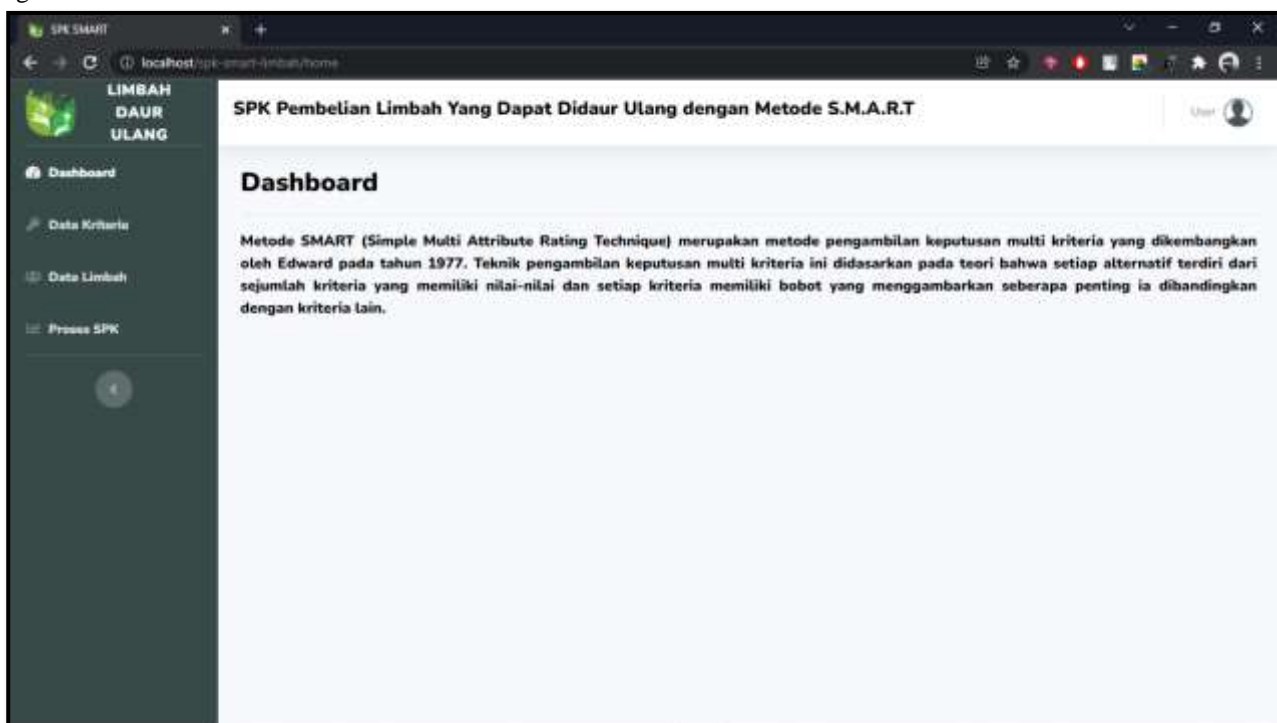 SPK SMART
localhost/spk-smart-limbah/home
LIMBAH
DAUR
ULANG
SPK Pembelian Limbah Yang Dapat Didaur Ulang dengan Metode S.M.A.R.T
User
Dashboard
Data Kriteria
Data Limbah
Proses SPK
Dashboard
Metode SMART (Simple Multi Attribute Rating Technique) merupakan metode pengambilan keputusan multi kriteria yang dikembangkan
oleh Edward pada tahun 1977. Teknik pengambilan keputusan multi kriteria ini didasarkan pada teori bahwa setiap alternatif terdiri dari
sejumlah kriteria yang memiliki nilai-nilai dan setiap kriteria memiliki bobot yang menggambarkan seberapa penting ia dibandingkan
dengan kriteria lain.